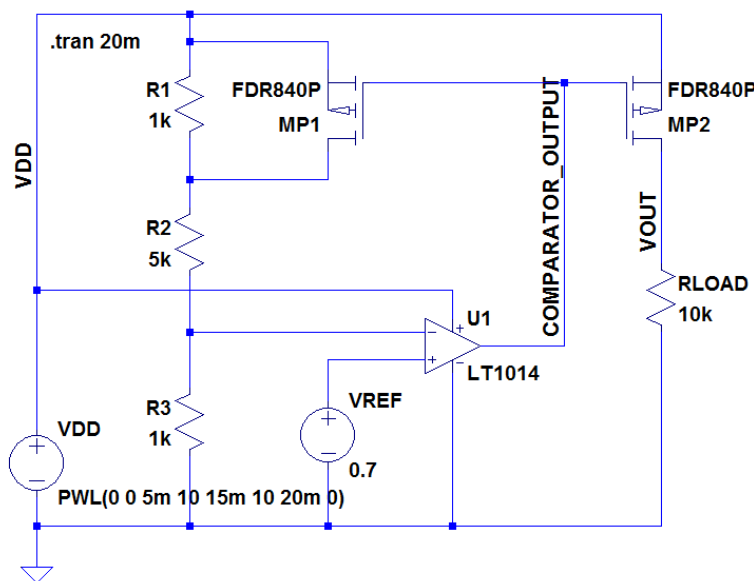 .tran 20m
R1
1k
FDR840P
MP1
COMPARATOR_OUTPUT
FDR840P
MP2
VDD
R2
5k
VOUT
RLOAD
10k
U1
LT1014
R3
1k
VREF
0.7
VDD
PWL(0 0 5m 10 15m 10 20m 0)